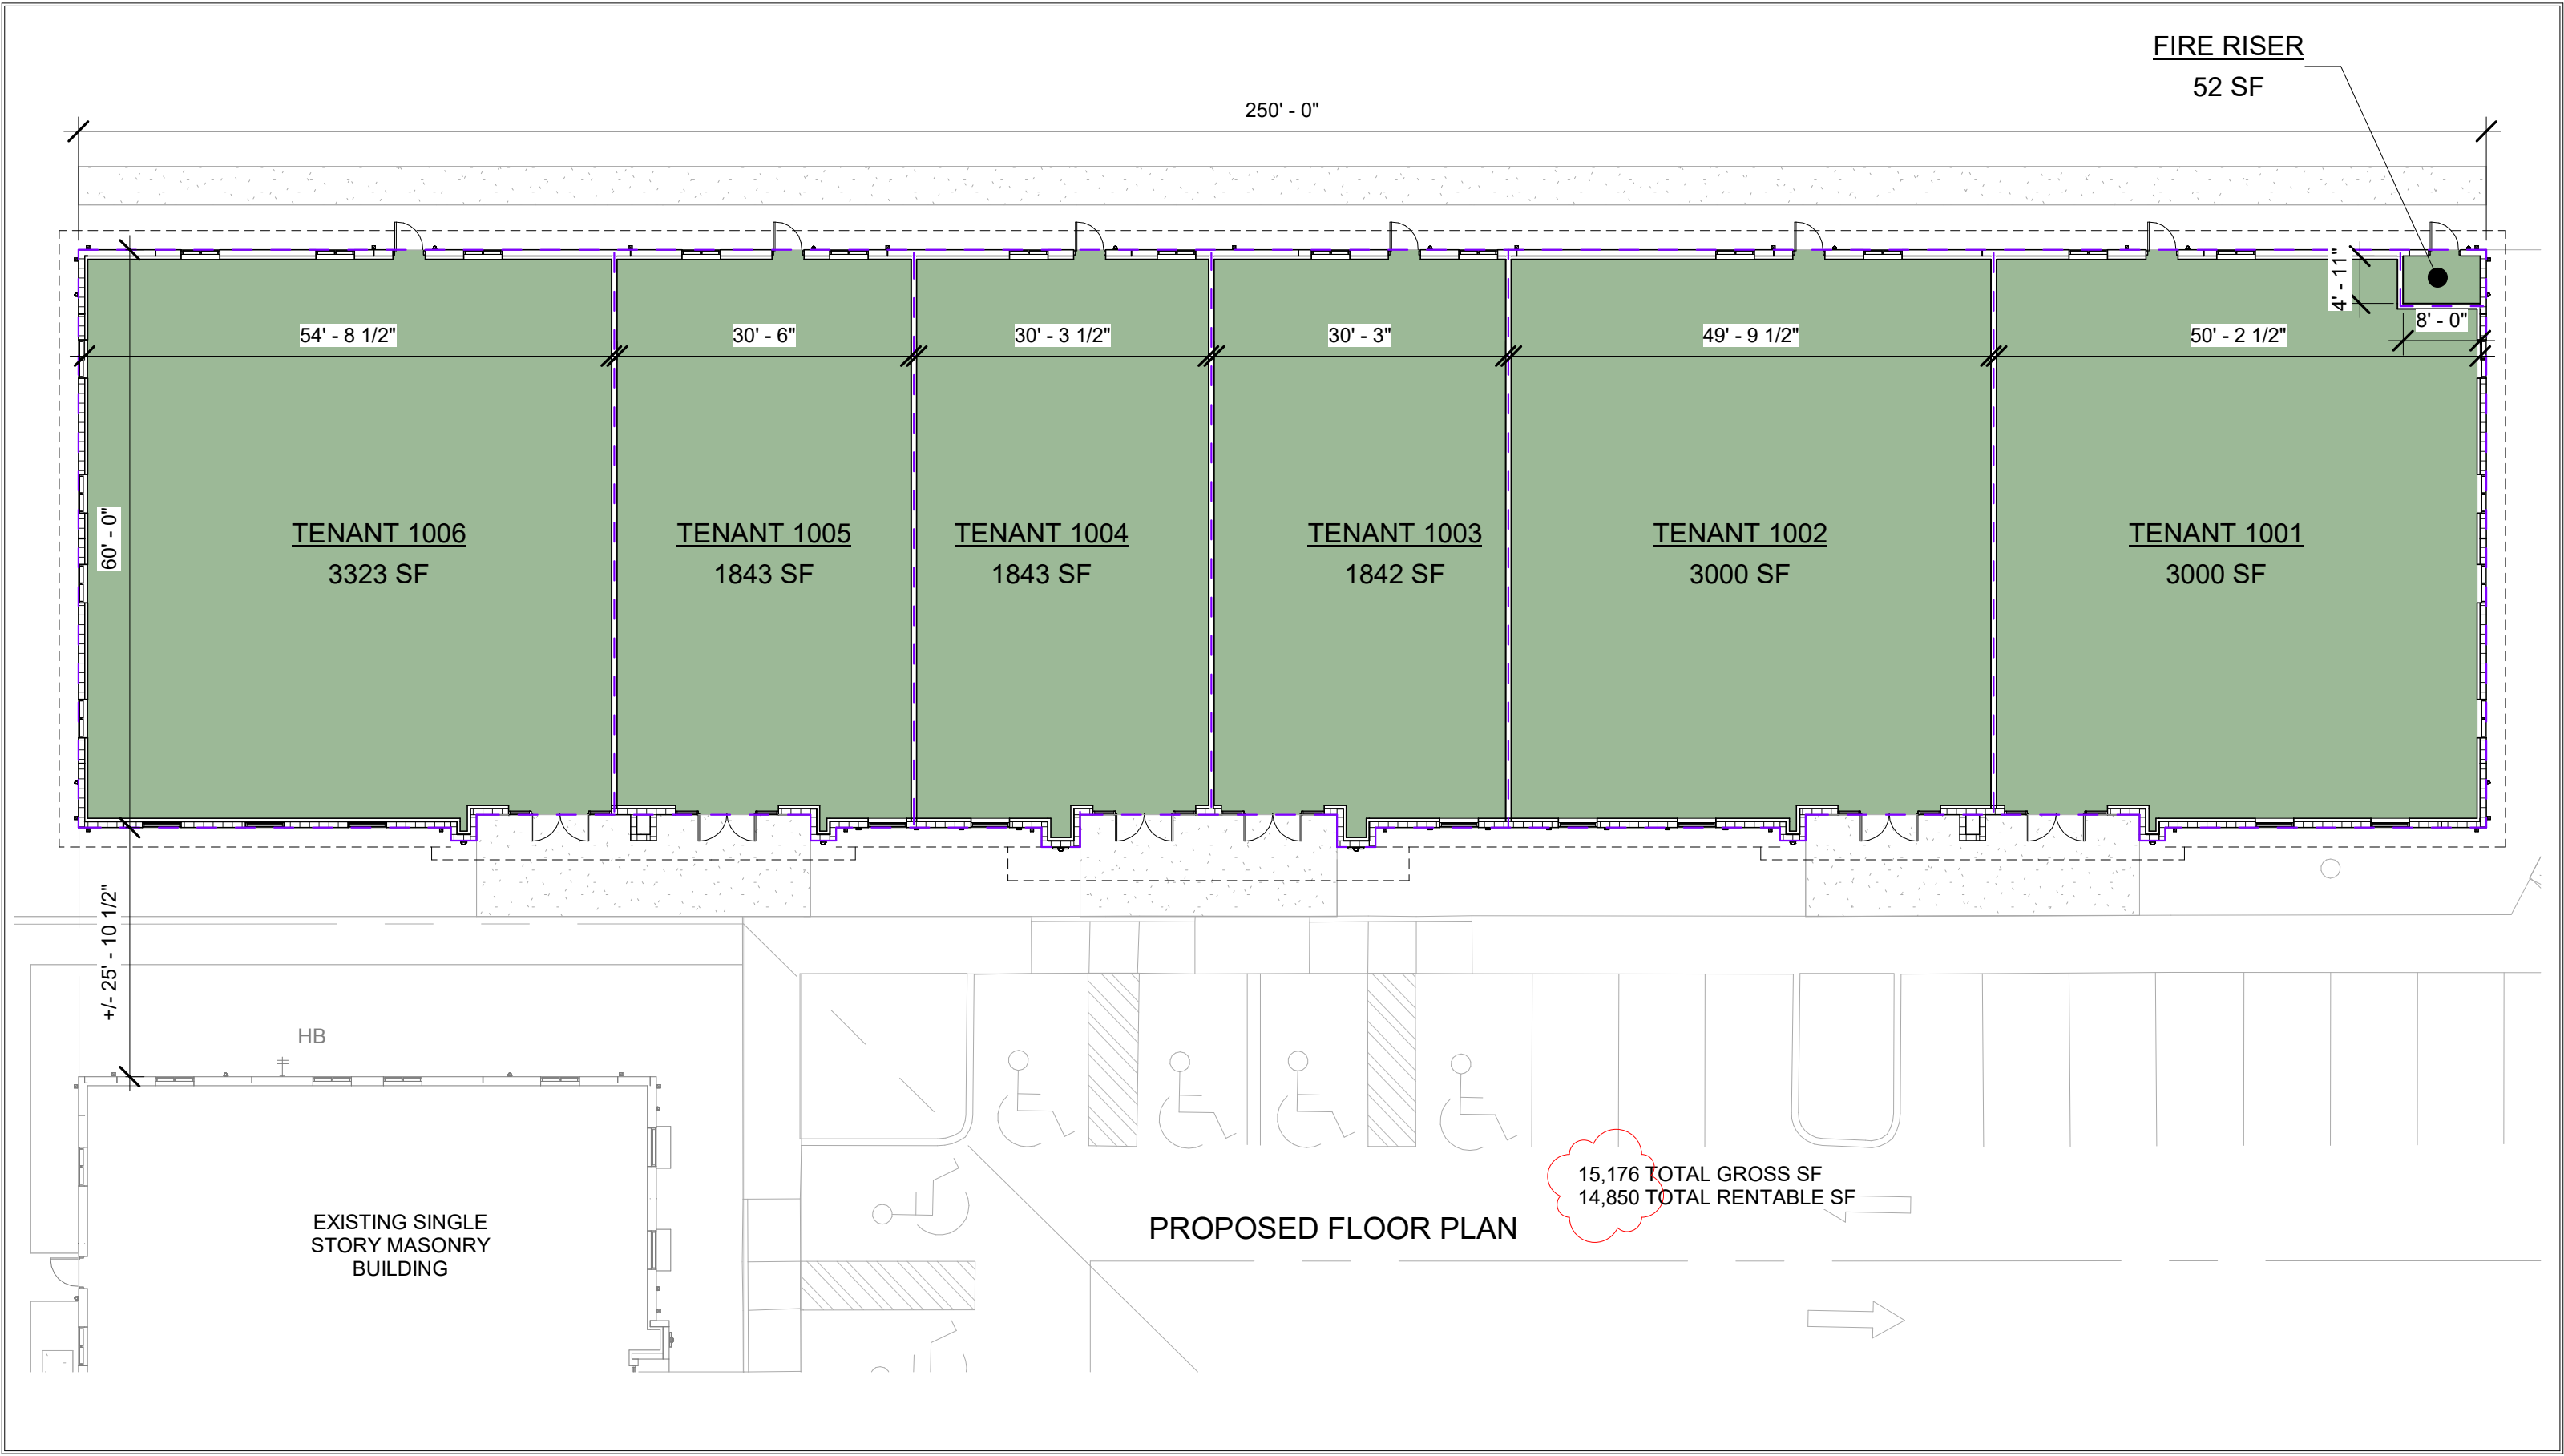 FIRE RISER
52 SF
250' - 0"
4' - 11"
8' - 0"
54' - 8 1/2"
30' - 6"
30' - 3 1/2"
30' - 3"
49' - 9 1/2"
50' - 2 1/2"
60' - 0"
TENANT 1006
3323 SF
TENANT 1005
1843 SF
TENANT 1004
1843 SF
TENANT 1003
1842 SF
TENANT 1002
3000 SF
TENANT 1001
3000 SF
+/- 25' - 10 1/2"
HB
EXISTING SINGLE
STORY MASONRY
BUILDING
PROPOSED FLOOR PLAN
15,176 TOTAL GROSS SF
14,850 TOTAL RENTABLE SF